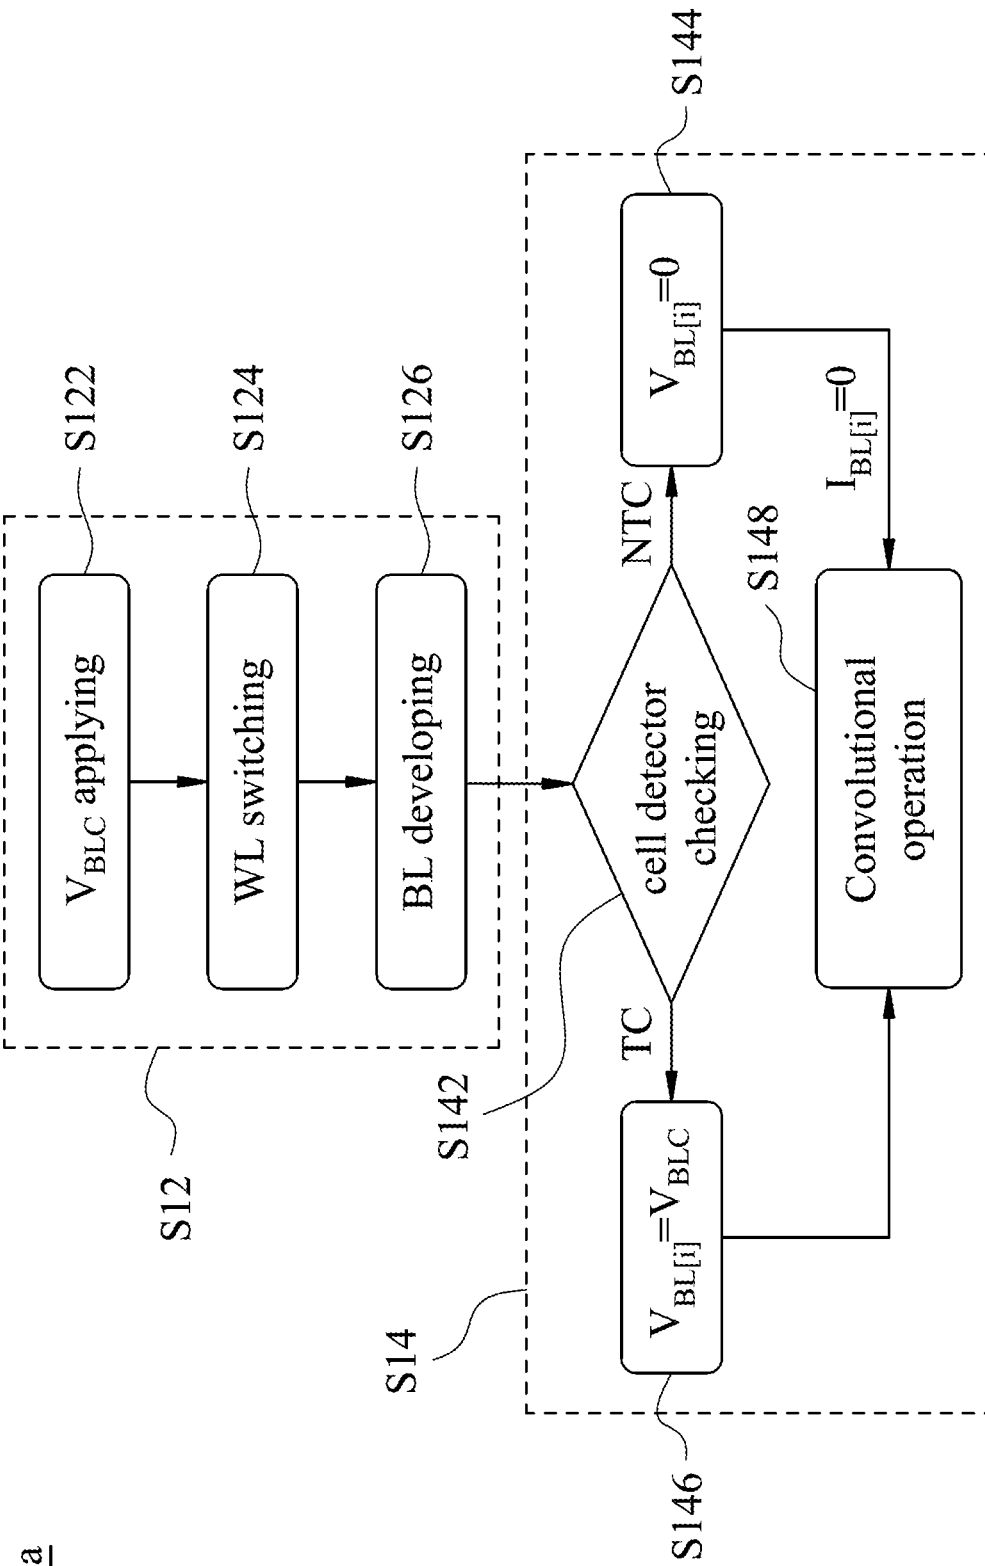 a
V_BLC applying
S122
WL switching
S124
BL developing
S126
S12
S14
cell detector
checking
S142
TC
NTC
V_BL[i]=V_BLC
S146
V_BL[i]=0
S144
I_BL[i]=0
Convolutional
operation
S148